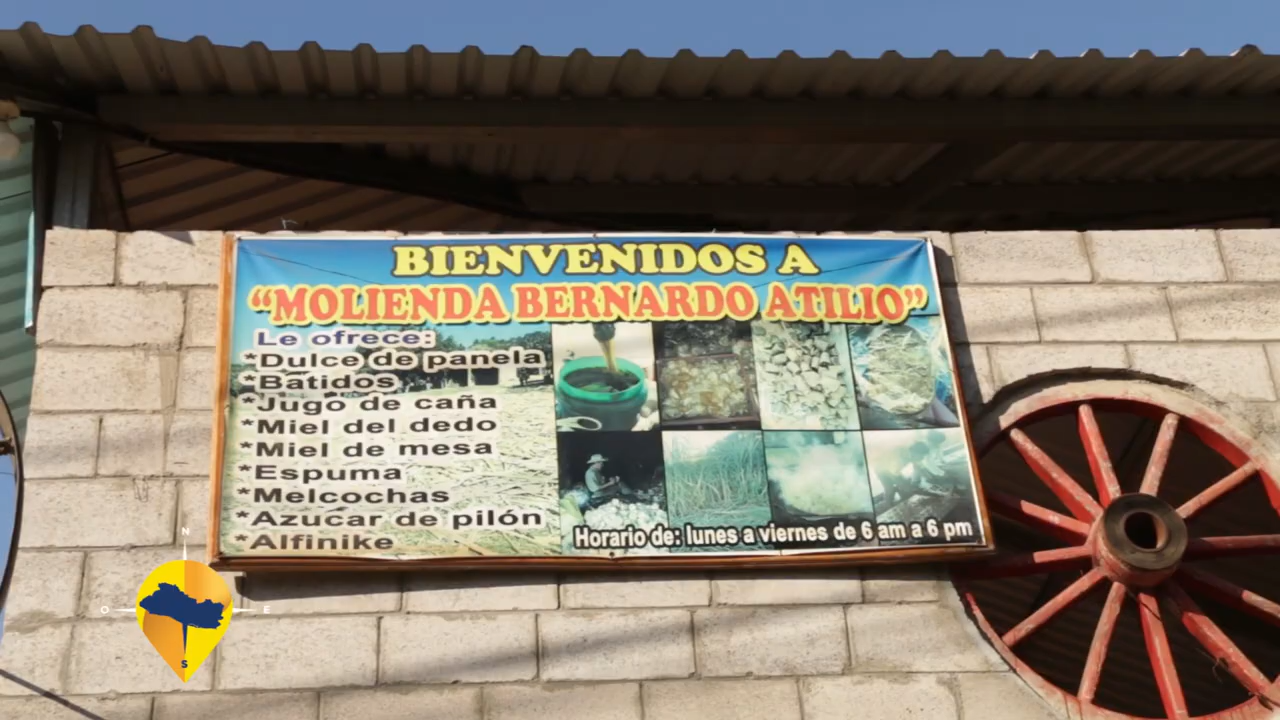 BIENVENIDOS A
“MOLIENDA BERNARDO ATILIO”
Le ofrece:
*Dulce de panela
*Batidos
*Jugo de caña
*Miel del dedo
*Miel de mesa
*Espuma
*Melcochas
*Azucar de pilón
*Alfinike
Horario de: lunes a viernes de 6 am a 6 pm
N
O E
S